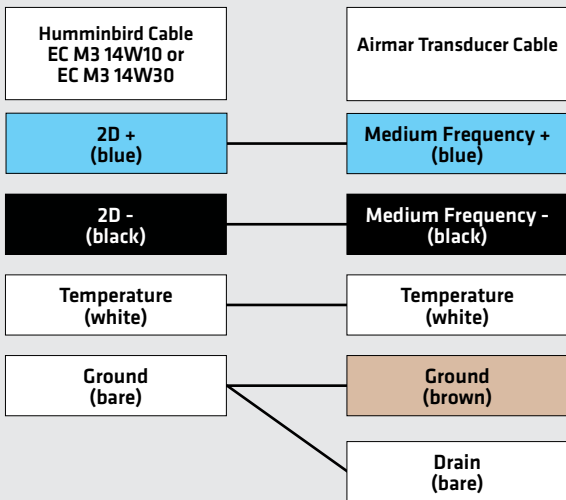 Humminbird Cable
EC M3 14W10 or
EC M3 14W30
Airmar Transducer Cable
2D +
(blue)
Medium Frequency +
(blue)
2D -
(black)
Medium Frequency -
(black)
Temperature
(white)
Temperature
(white)
Ground
(bare)
Ground
(brown)
Drain
(bare)